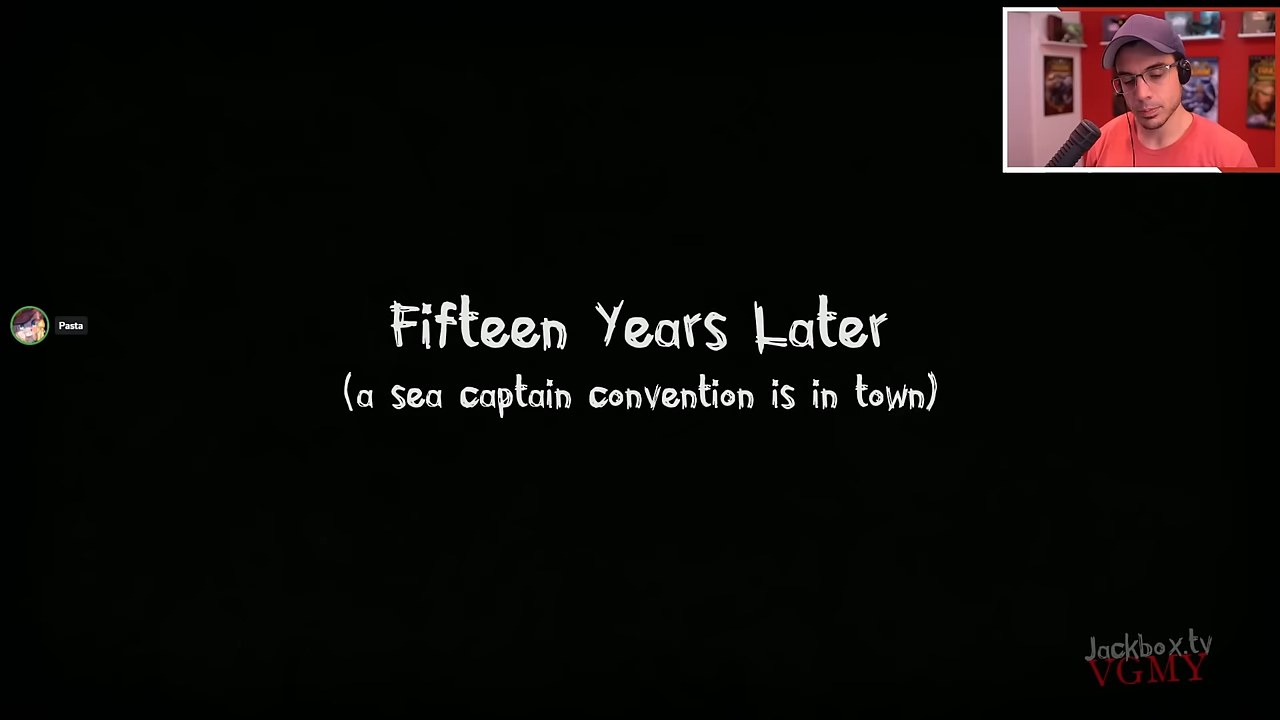 Pasta
Fifteen Years Later
(a sea captain convention is in town)
Jackbox.tv
VGMY